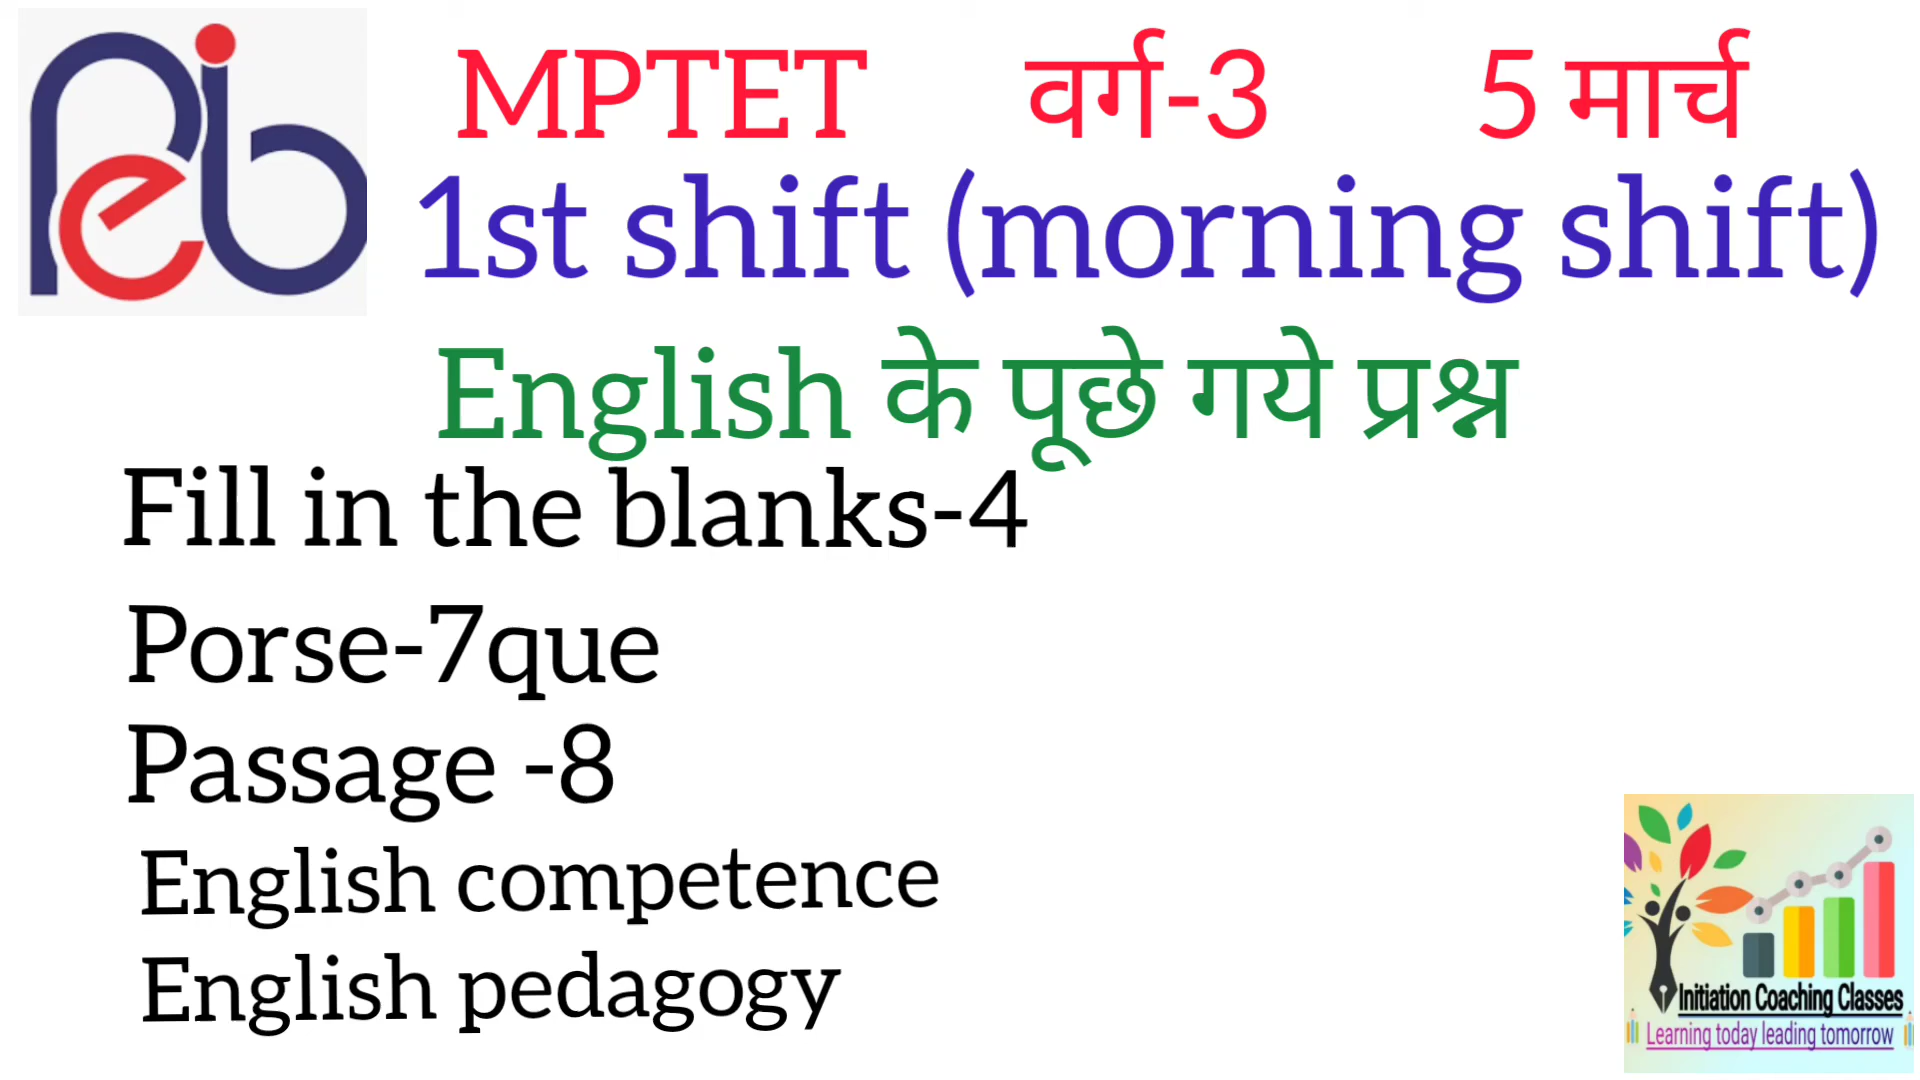 Peb
MPTET वर्ग-3 5 मार्च
1st shift (morning shift)
English के पूछे गये प्रश्न
Fill in the blanks-4
Porse-7que
Passage -8
English competence
English pedagogy
Initiation Coaching Classes
Learning today leading tomorrow